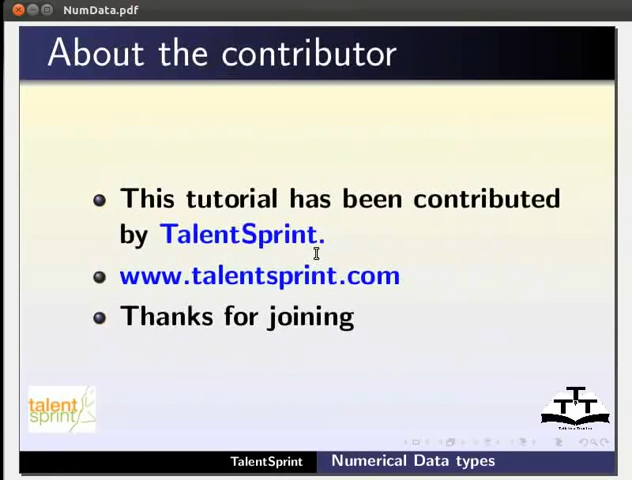 NumData.pdf
About the contributor
This tutorial has been contributed
by TalentSprint.
www.talentsprint.com
Thanks for joining
talent
sprint
TTT
TalentSprint Numerical Data types